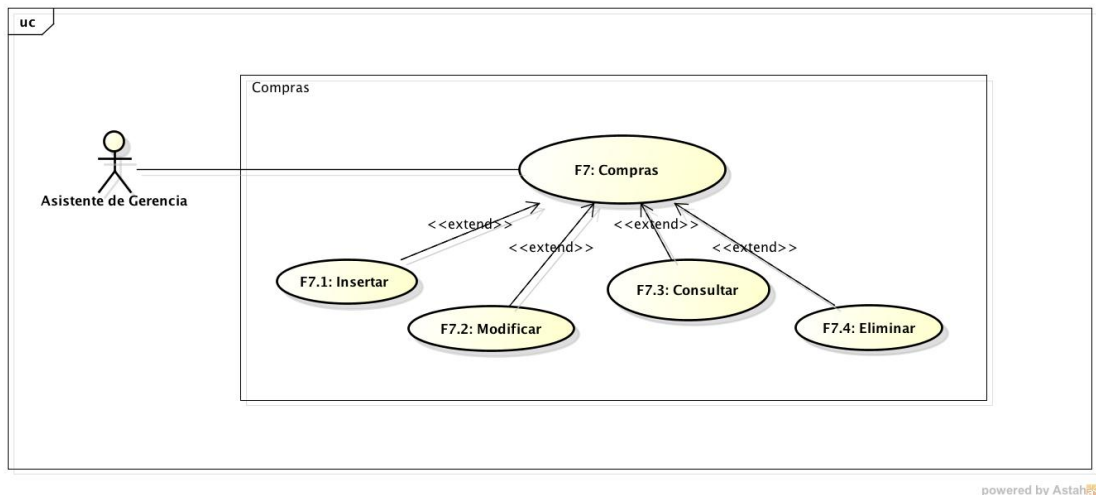 uc
Compras
F7: Compras
Asistente de Gerencia
<<extend>>
<<extend>>
<<extend>>
<<extend>>
F7.1: Insertar
F7.3: Consultar
F7.2: Modificar
F7.4: Eliminar
powered by Astah